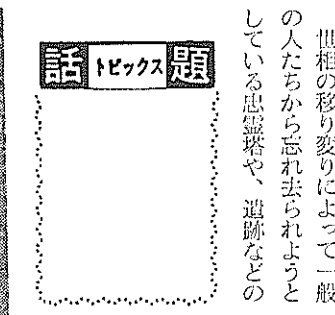 世相の移り変りによって一般
の人たちから忘れ去られようと
している忠霊塔や、遺跡などの
話題
トピックス